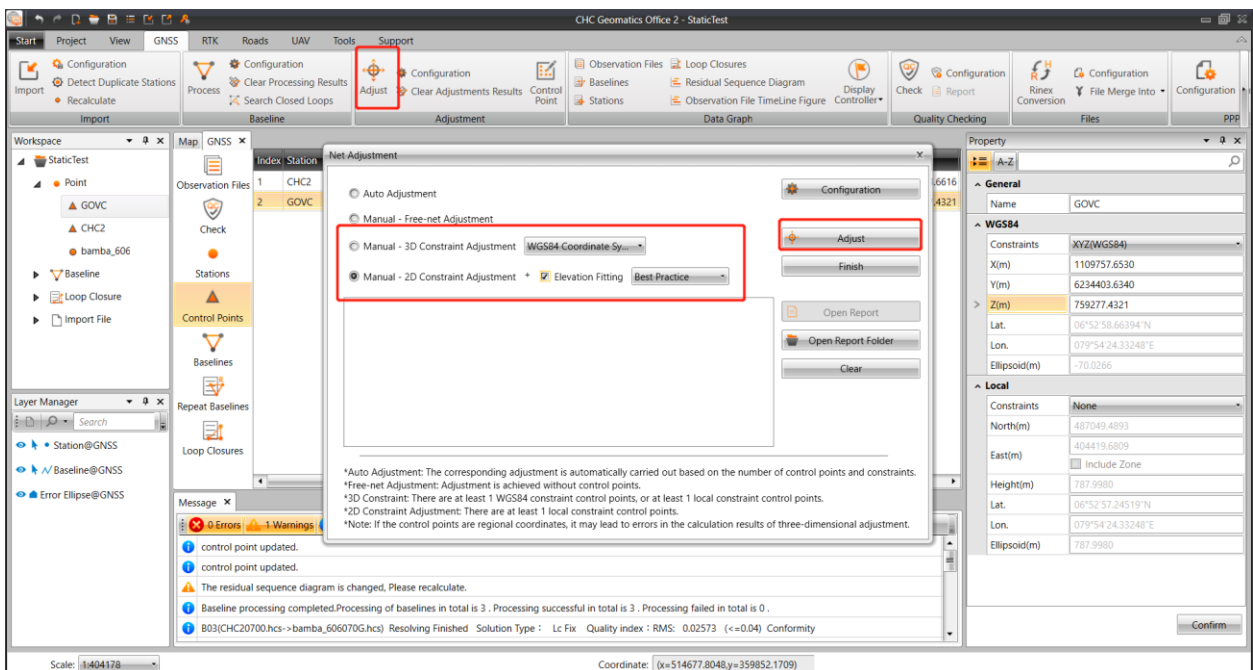 CHC Geomatics Office 2 - StaticTest
Start Project View GNSS RTK Roads UAV Tools Support
Import
Configuration
Detect Duplicate Stations
Recalculate
Import
Process
Configuration
Clear Processing Results
Search Closed Loops
Baseline
Adjust
Configuration
Clear Adjustments Results
Control Point
Adjustment
Observation Files
Baselines
Stations
Loop Closures
Residual Sequence Diagram
Observation File TimeLine Figure
Display Controller
Data Graph
Check
Configuration
Report
Quality Checking
Rinex Conversion
Configuration
File Merge Into
Files
Configuration
PPP
Workspace
StaticTest
Point
GOVC
CHC2
bamba_606
Baseline
Loop Closure
Import File
Layer Manager
Search
Station@GNSS
Baseline@GNSS
Error Ellipse@GNSS
Map GNSS
Observation Files
Check
Stations
Control Points
Baselines
Repeat Baselines
Loop Closures
Index Station
1 CHC2 .6616
2 GOVC .4321
Net Adjustment
Auto Adjustment
Manual - Free-net Adjustment
Manual - 3D Constraint Adjustment WGS84 Coordinate Sy...
Manual - 2D Constraint Adjustment + Elevation Fitting Best Practice
Configuration
Adjust
Finish
Open Report
Open Report Folder
Clear
*Auto Adjustment: The corresponding adjustment is automatically carried out based on the number of control points and constraints.
*Free-net Adjustment: Adjustment is achieved without control points.
*3D Constraint: There are at least 1 WGS84 constraint control points, or at least 1 local constraint control points.
*2D Constraint Adjustment: There are at least 1 local constraint control points.
*Note: If the control points are regional coordinates, it may lead to errors in the calculation results of three-dimensional adjustment.
Message
0 Errors 1 Warnings
control point updated.
control point updated.
The residual sequence diagram is changed, Please recalculate.
Baseline processing completed.Processing of baselines in total is 3 . Processing successful in total is 3 . Processing failed in total is 0 .
B03(CHC20700.hcs->bamba_606070G.hcs) Resolving Finished Solution Type : Lc Fix Quality index : RMS: 0.02573 (<=0.04) Conformity
Property
A-Z
General
Name GOVC
WGS84
Constraints XYZ(WGS84)
X(m) 1109757.6530
Y(m) 6234403.6340
Z(m) 759277.4321
Lat. 06°52'58.66394"N
Lon. 079°54'24.33248"E
Ellipsoid(m) -70.0266
Local
Constraints None
North(m) 487049.4893
East(m) 404419.6809
Include Zone
Height(m) 787.9980
Lat. 06°52'57.24519"N
Lon. 079°54'24.33248"E
Ellipsoid(m) 787.9980
Confirm
Scale: 1:404178
Coordinate: (x=514677.8048,y=359852.1709)